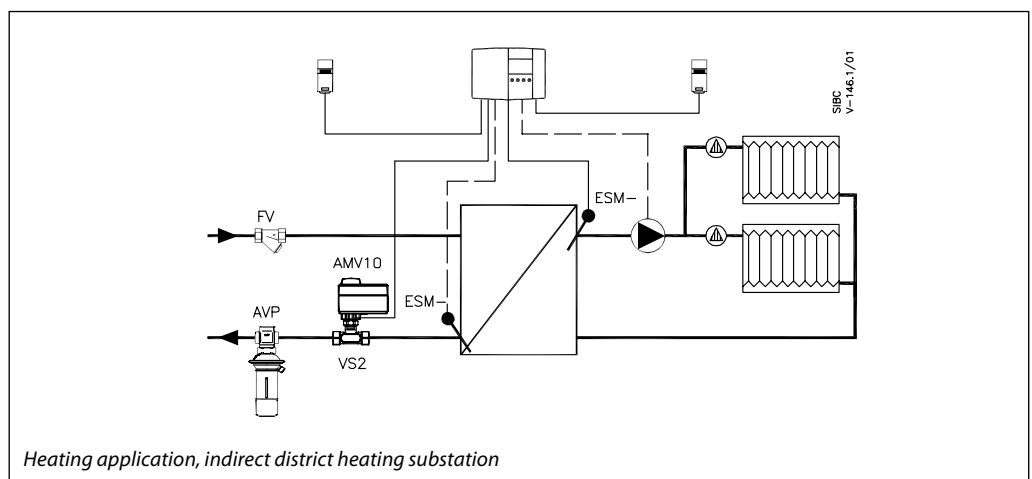 SIBC
V-146.1/01
ESM-
FV
AMV10
ESM-
AVP
VS2
Heating application, indirect district heating substation